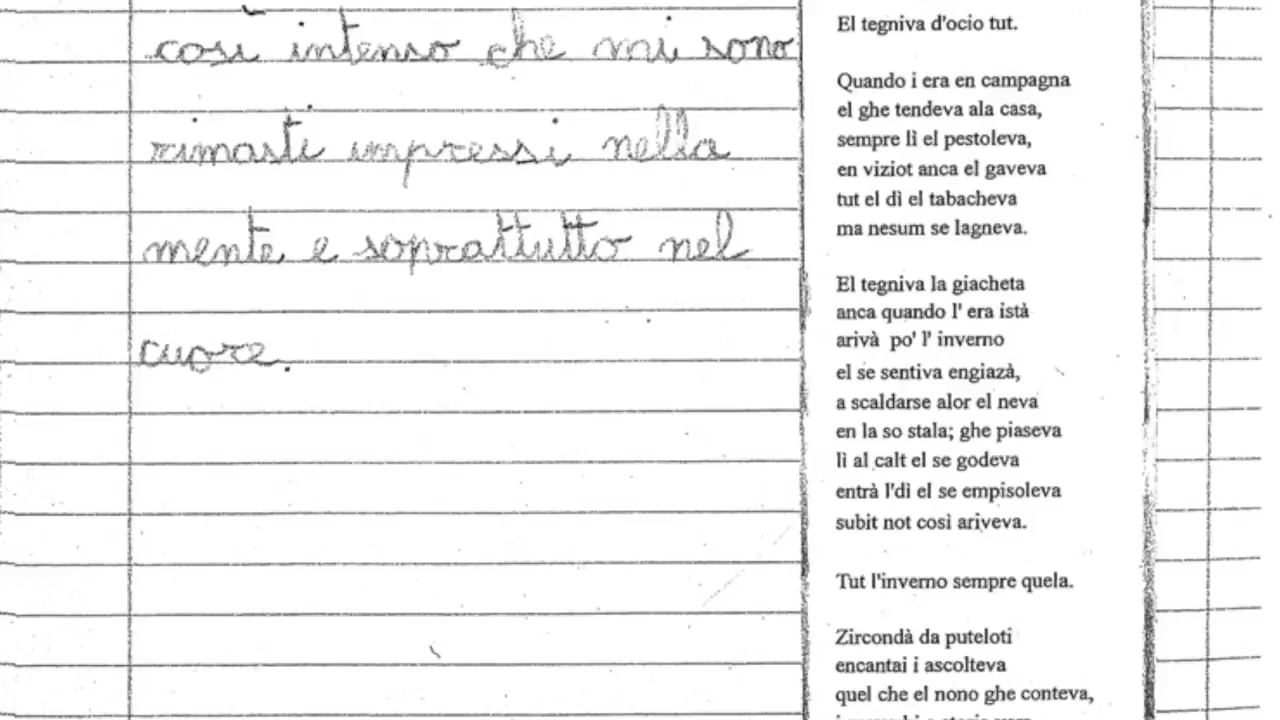 così intenso che mi sono
rimasti impressi nella
mente e soprattutto nel
cuore.
El tegniva d'ocio tut.
Quando i era en campagna
el ghe tendeva ala casa,
sempre lì el pestoleva,
en viziot anca el gaveva
tut el dì el tabacheva
ma nesum se lagneva.
El tegniva la giacheta
anca quando l' era istà
arivà po' l' inverno
el se sentiva engiazà,
a scaldarse alor el neva
en la so stala; ghe piaseva
lì al calt el se godeva
entrà l'dì el se empisoleva
subit not così ariveva.
Tut l'inverno sempre quela.
Zircondà da puteloti
encantai i ascolteva
quel che el nono ghe conteva,